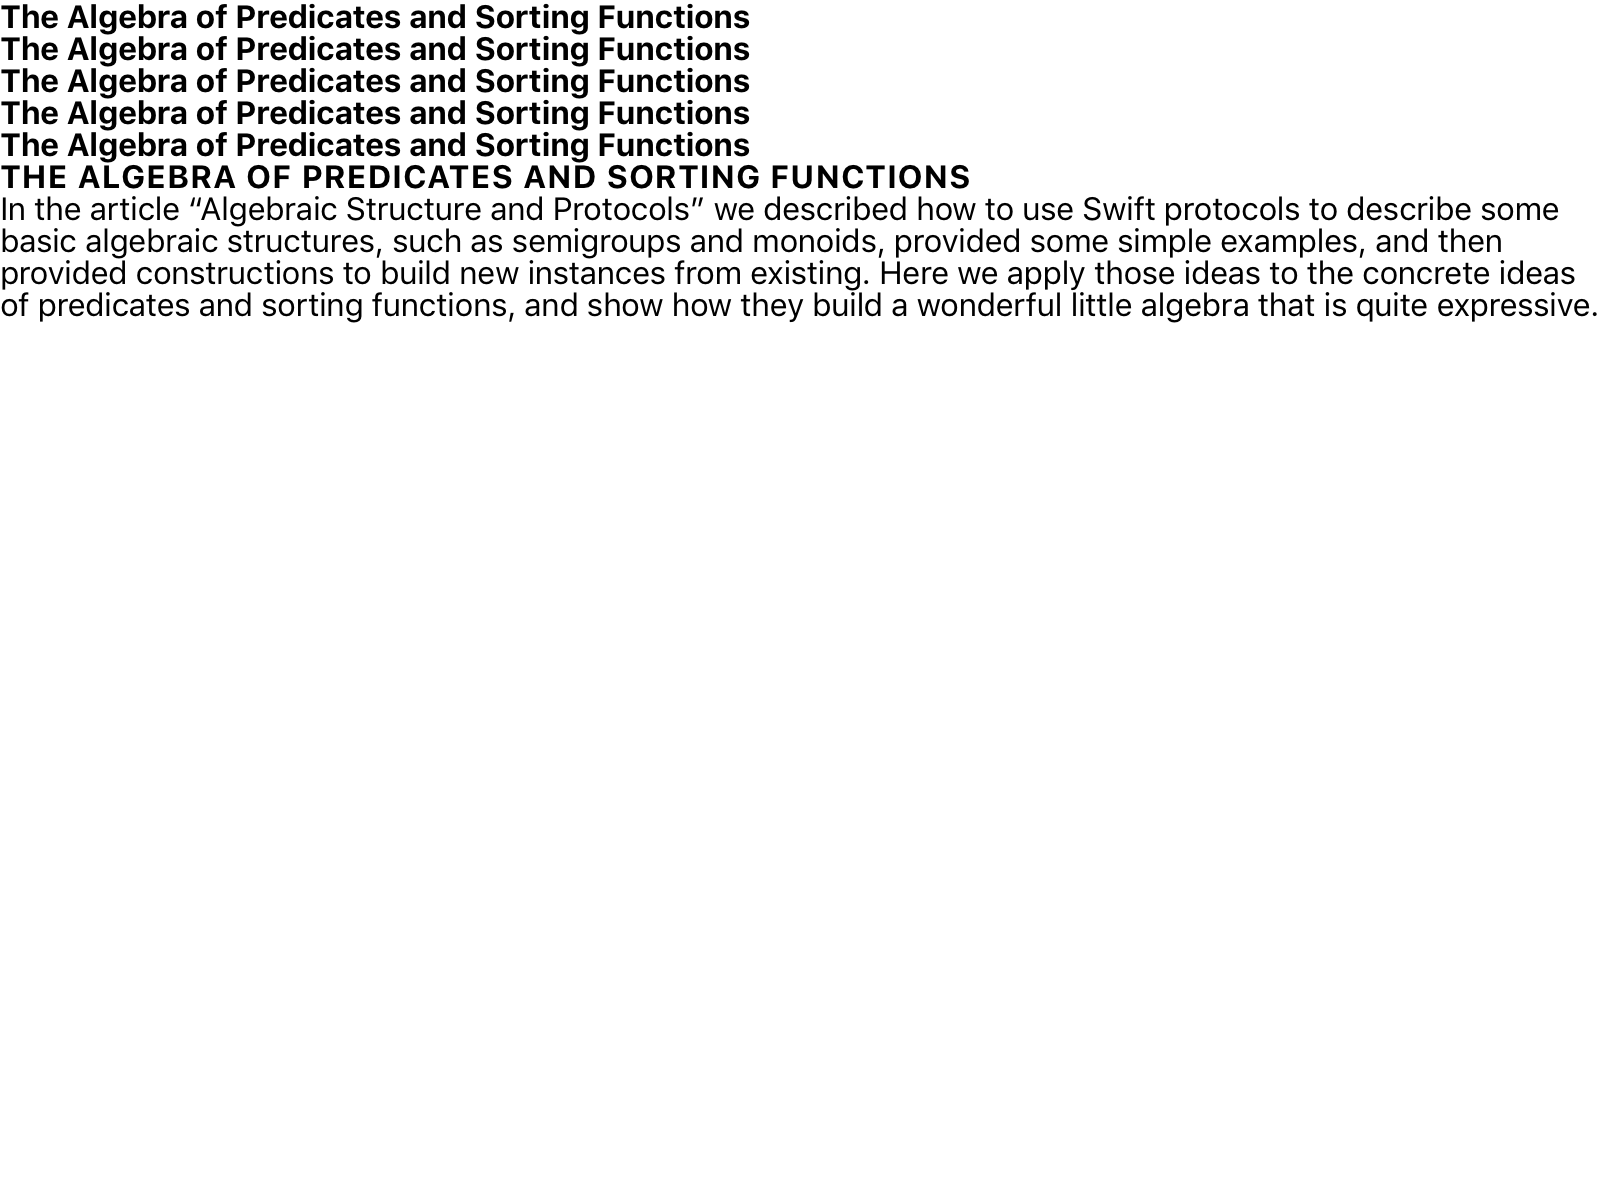 The Algebra of Predicates and Sorting Functions
The Algebra of Predicates and Sorting Functions
The Algebra of Predicates and Sorting Functions
The Algebra of Predicates and Sorting Functions
The Algebra of Predicates and Sorting Functions
THE ALGEBRA OF PREDICATES AND SORTING FUNCTIONS
In the article “Algebraic Structure and Protocols” we described how to use Swift protocols to describe some
basic algebraic structures, such as semigroups and monoids, provided some simple examples, and then
provided constructions to build new instances from existing. Here we apply those ideas to the concrete ideas
of predicates and sorting functions, and show how they build a wonderful little algebra that is quite expressive.